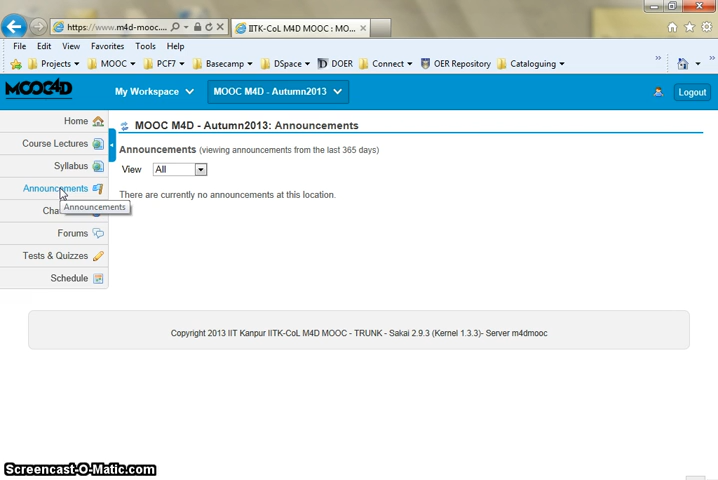 https://www.m4d-mooc....
IITK-CoL M4D MOOC : MO...
File Edit View Favorites Tools Help
Projects MOOC PCF7 Basecamp DSpace DOER Connect OER Repository Cataloguing
MOOC4D My Workspace MOOC M4D - Autumn2013 Logout
Home
Course Lectures
Syllabus
Announcements
Announcements
Cha
Forums
Tests & Quizzes
Schedule
MOOC M4D - Autumn2013: Announcements
Announcements (viewing announcements from the last 365 days)
View All
There are currently no announcements at this location.
Copyright 2013 IIT Kanpur IITK-CoL M4D MOOC - TRUNK - Sakai 2.9.3 (Kernel 1.3.3)- Server m4dmooc
Screencast-O-Matic.com